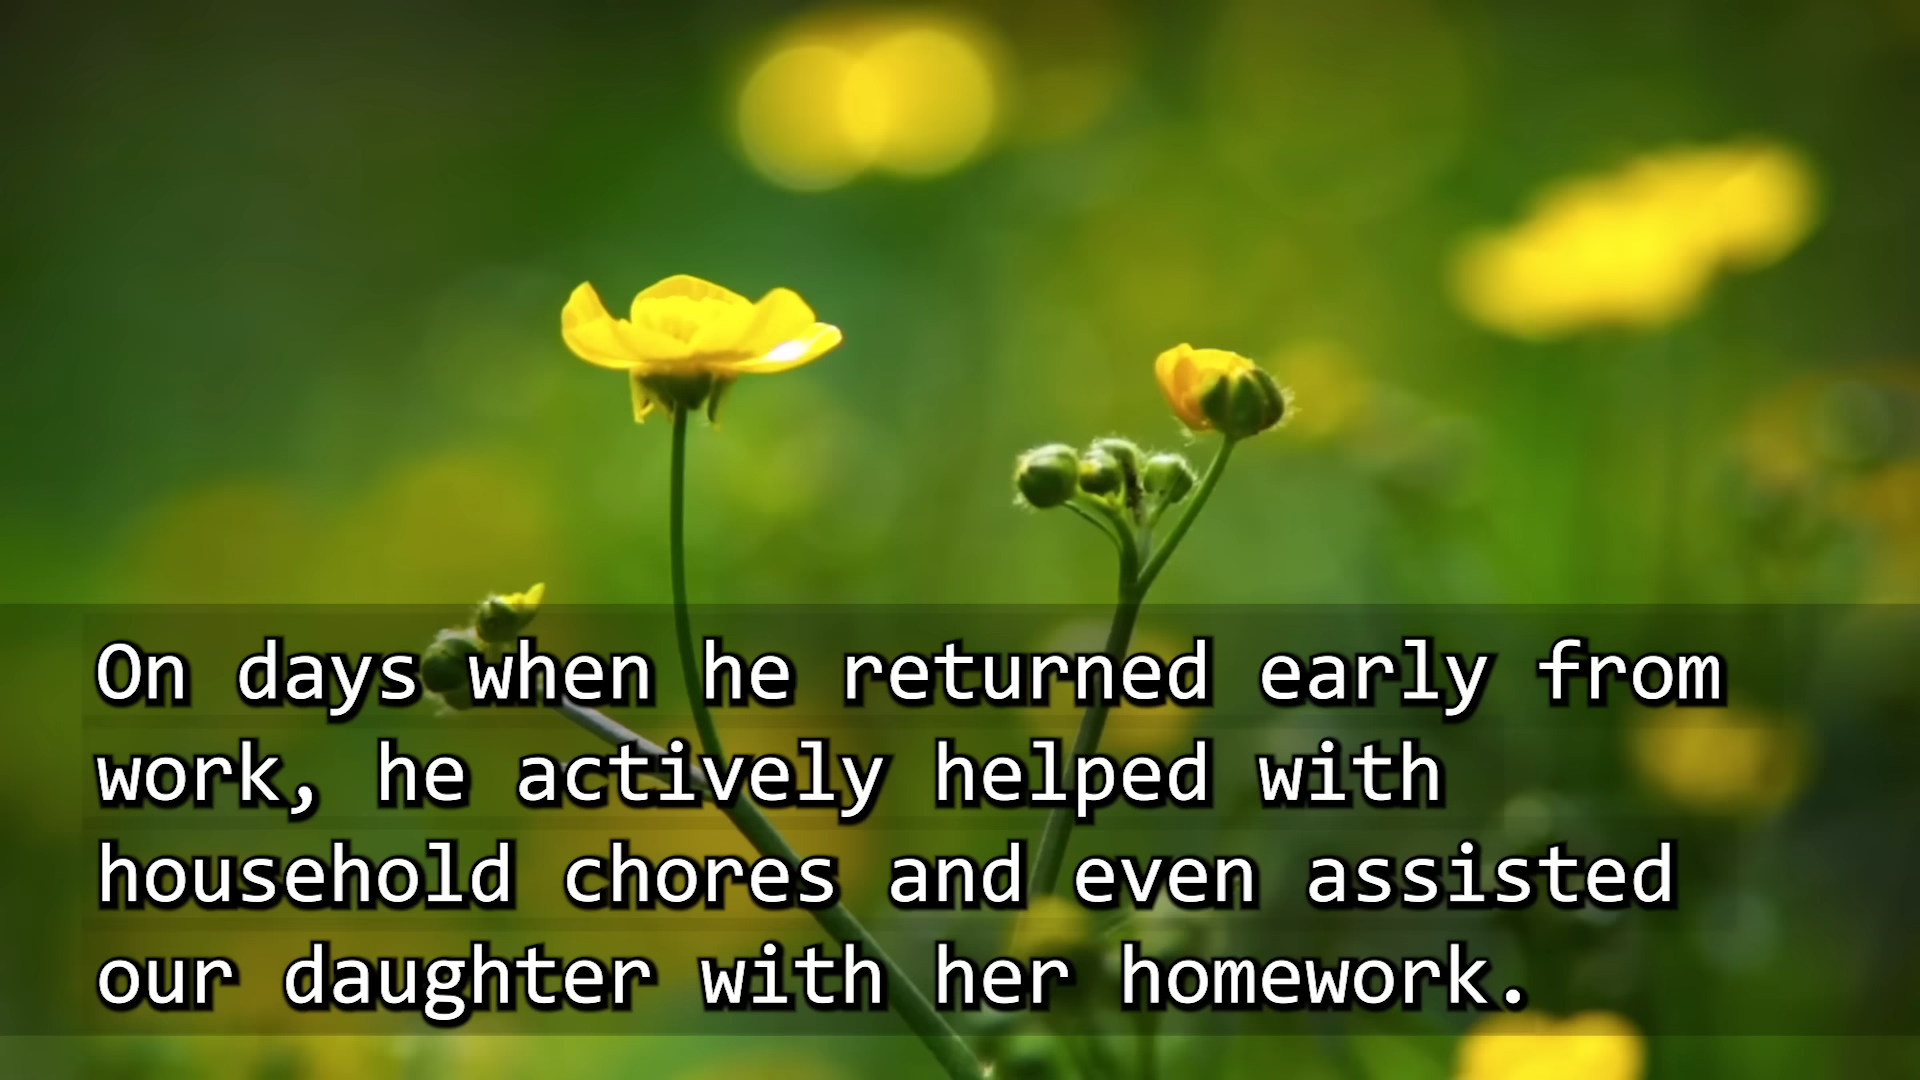 On days when he returned early from
work, he actively helped with
household chores and even assisted
our daughter with her homework.